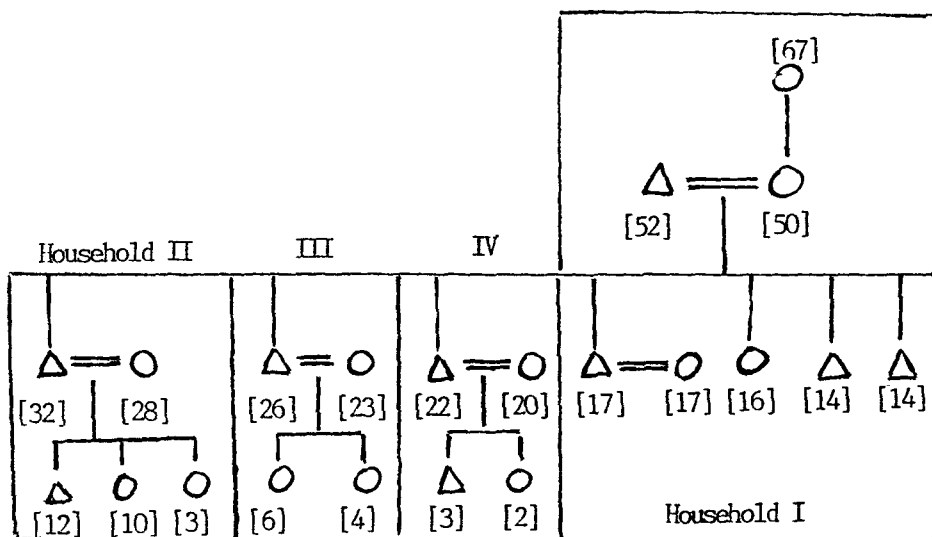 [67]
[52] [50]
Household II III IV
[32] [28] [26] [23] [22] [20] [17] [17] [16] [14] [14]
[12] [10] [3] [6] [4] [3] [2] Household I